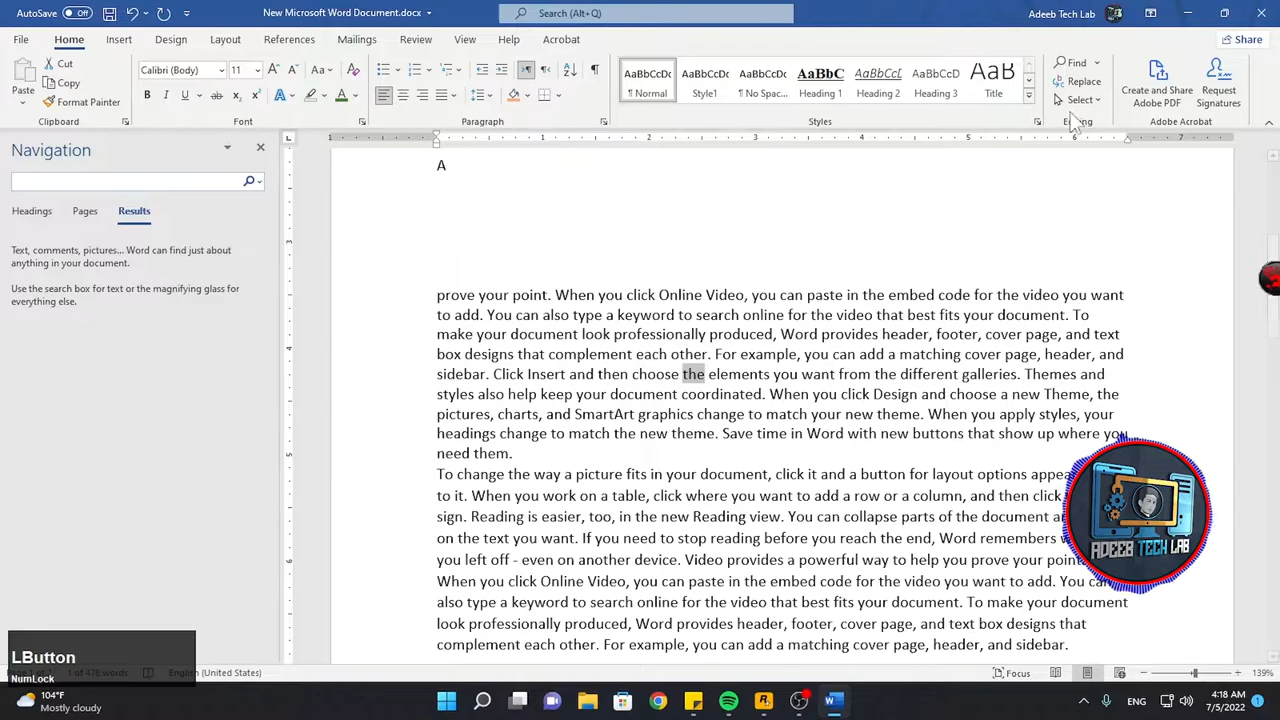 AutoSave Off New Microsoft Word Document.docx Search (Alt+Q) Adeeb Tech Lab
File Home Insert Design Layout References Mailings Review View Help Acrobat Share
Paste Cut Copy Format Painter
Calibri (Body) 11
AaBbCcDc AaBbCcDc AaBbCcDc AaBbC AaBbCcL AaBbCcD AaB
¶ Normal Style1 ¶ No Spac... Heading 1 Heading 2 Heading 3 Title
Find
Replace
Select
Create and Share Adobe PDF
Request Signatures
Clipboard Font Paragraph Styles Editing Adobe Acrobat
Navigation
Headings Pages Results
Text, comments, pictures... Word can find just about
anything in your document.
Use the search box for text or the magnifying glass for
everything else.
1 1 2 3 4 5 6 7
A
prove your point. When you click Online Video, you can paste in the embed code for the video you want
to add. You can also type a keyword to search online for the video that best fits your document. To
make your document look professionally produced, Word provides header, footer, cover page, and text
box designs that complement each other. For example, you can add a matching cover page, header, and
sidebar. Click Insert and then choose the elements you want from the different galleries. Themes and
styles also help keep your document coordinated. When you click Design and choose a new Theme, the
pictures, charts, and SmartArt graphics change to match your new theme. When you apply styles, your
headings change to match the new theme. Save time in Word with new buttons that show up where you
need them.
To change the way a picture fits in your document, click it and a button for layout options appea
to it. When you work on a table, click where you want to add a row or a column, and then click
sign. Reading is easier, too, in the new Reading view. You can collapse parts of the document
on the text you want. If you need to stop reading before you reach the end, Word remembers
you left off - even on another device. Video provides a powerful way to help you prove your point
When you click Online Video, you can paste in the embed code for the video you want to add. You can
also type a keyword to search online for the video that best fits your document. To make your document
look professionally produced, Word provides header, footer, cover page, and text box designs that
complement each other. For example, you can add a matching cover page, header, and sidebar.
ADEEB TECH LAB
LButton
NumLock
1 of 478 words English (United States) Focus 139%
104°F
Mostly cloudy
ENG
4:18 AM
7/5/2022